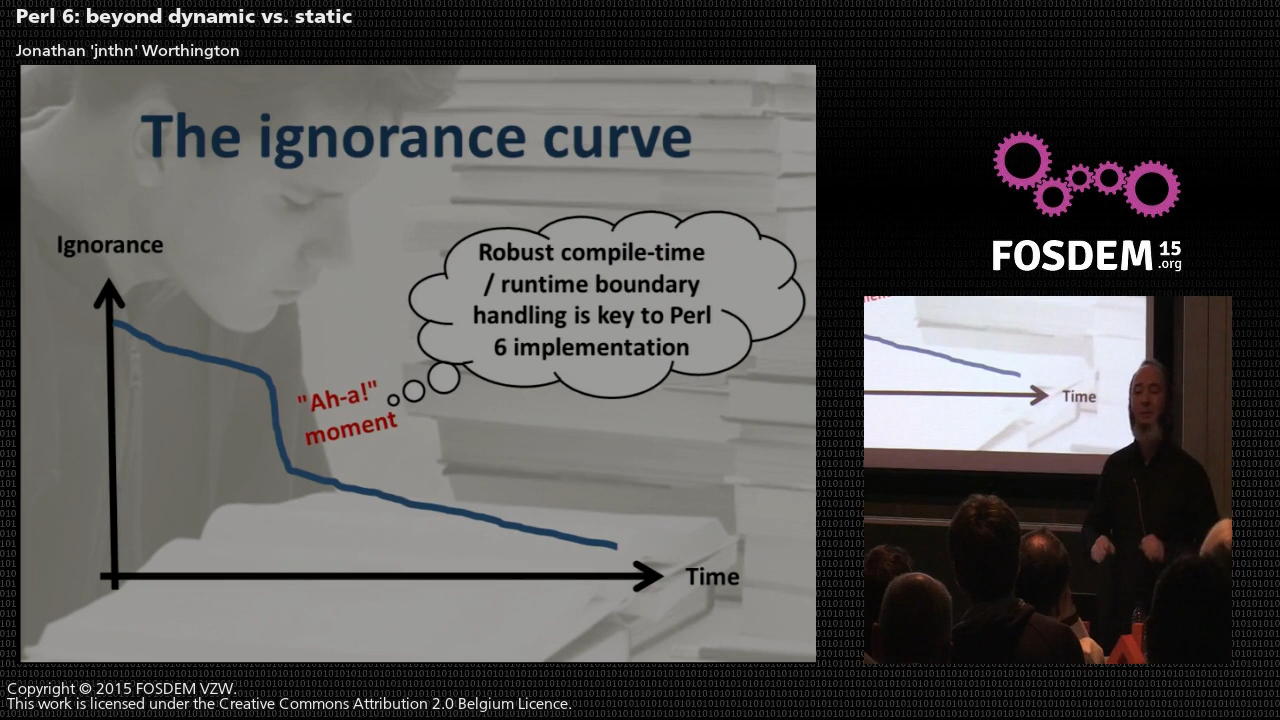 Perl 6: beyond dynamic vs. static
Jonathan 'jnthn' Worthington
The ignorance curve
Ignorance
Robust compile-time
/ runtime boundary
handling is key to Perl
6 implementation
"Ah-a!"
moment
Time
FOSDEM 15
.org
Time
Copyright © 2015 FOSDEM VZW.
This work is licensed under the Creative Commons Attribution 2.0 Belgium Licence.